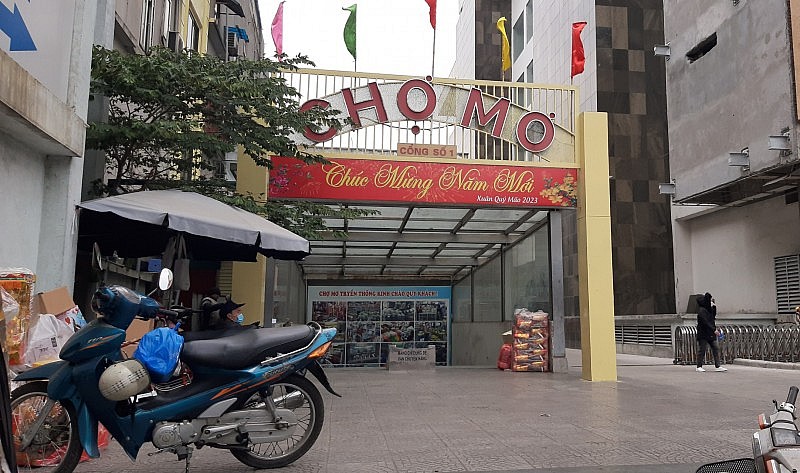 CHỢ MƠ
CỔNG SỐ 1
Chúc Mừng Năm Mới
Xuân Quý Mão 2023
CHỢ MƠ TRUYỀN THỐNG KÍNH CHÀO QUÝ KHÁCH!